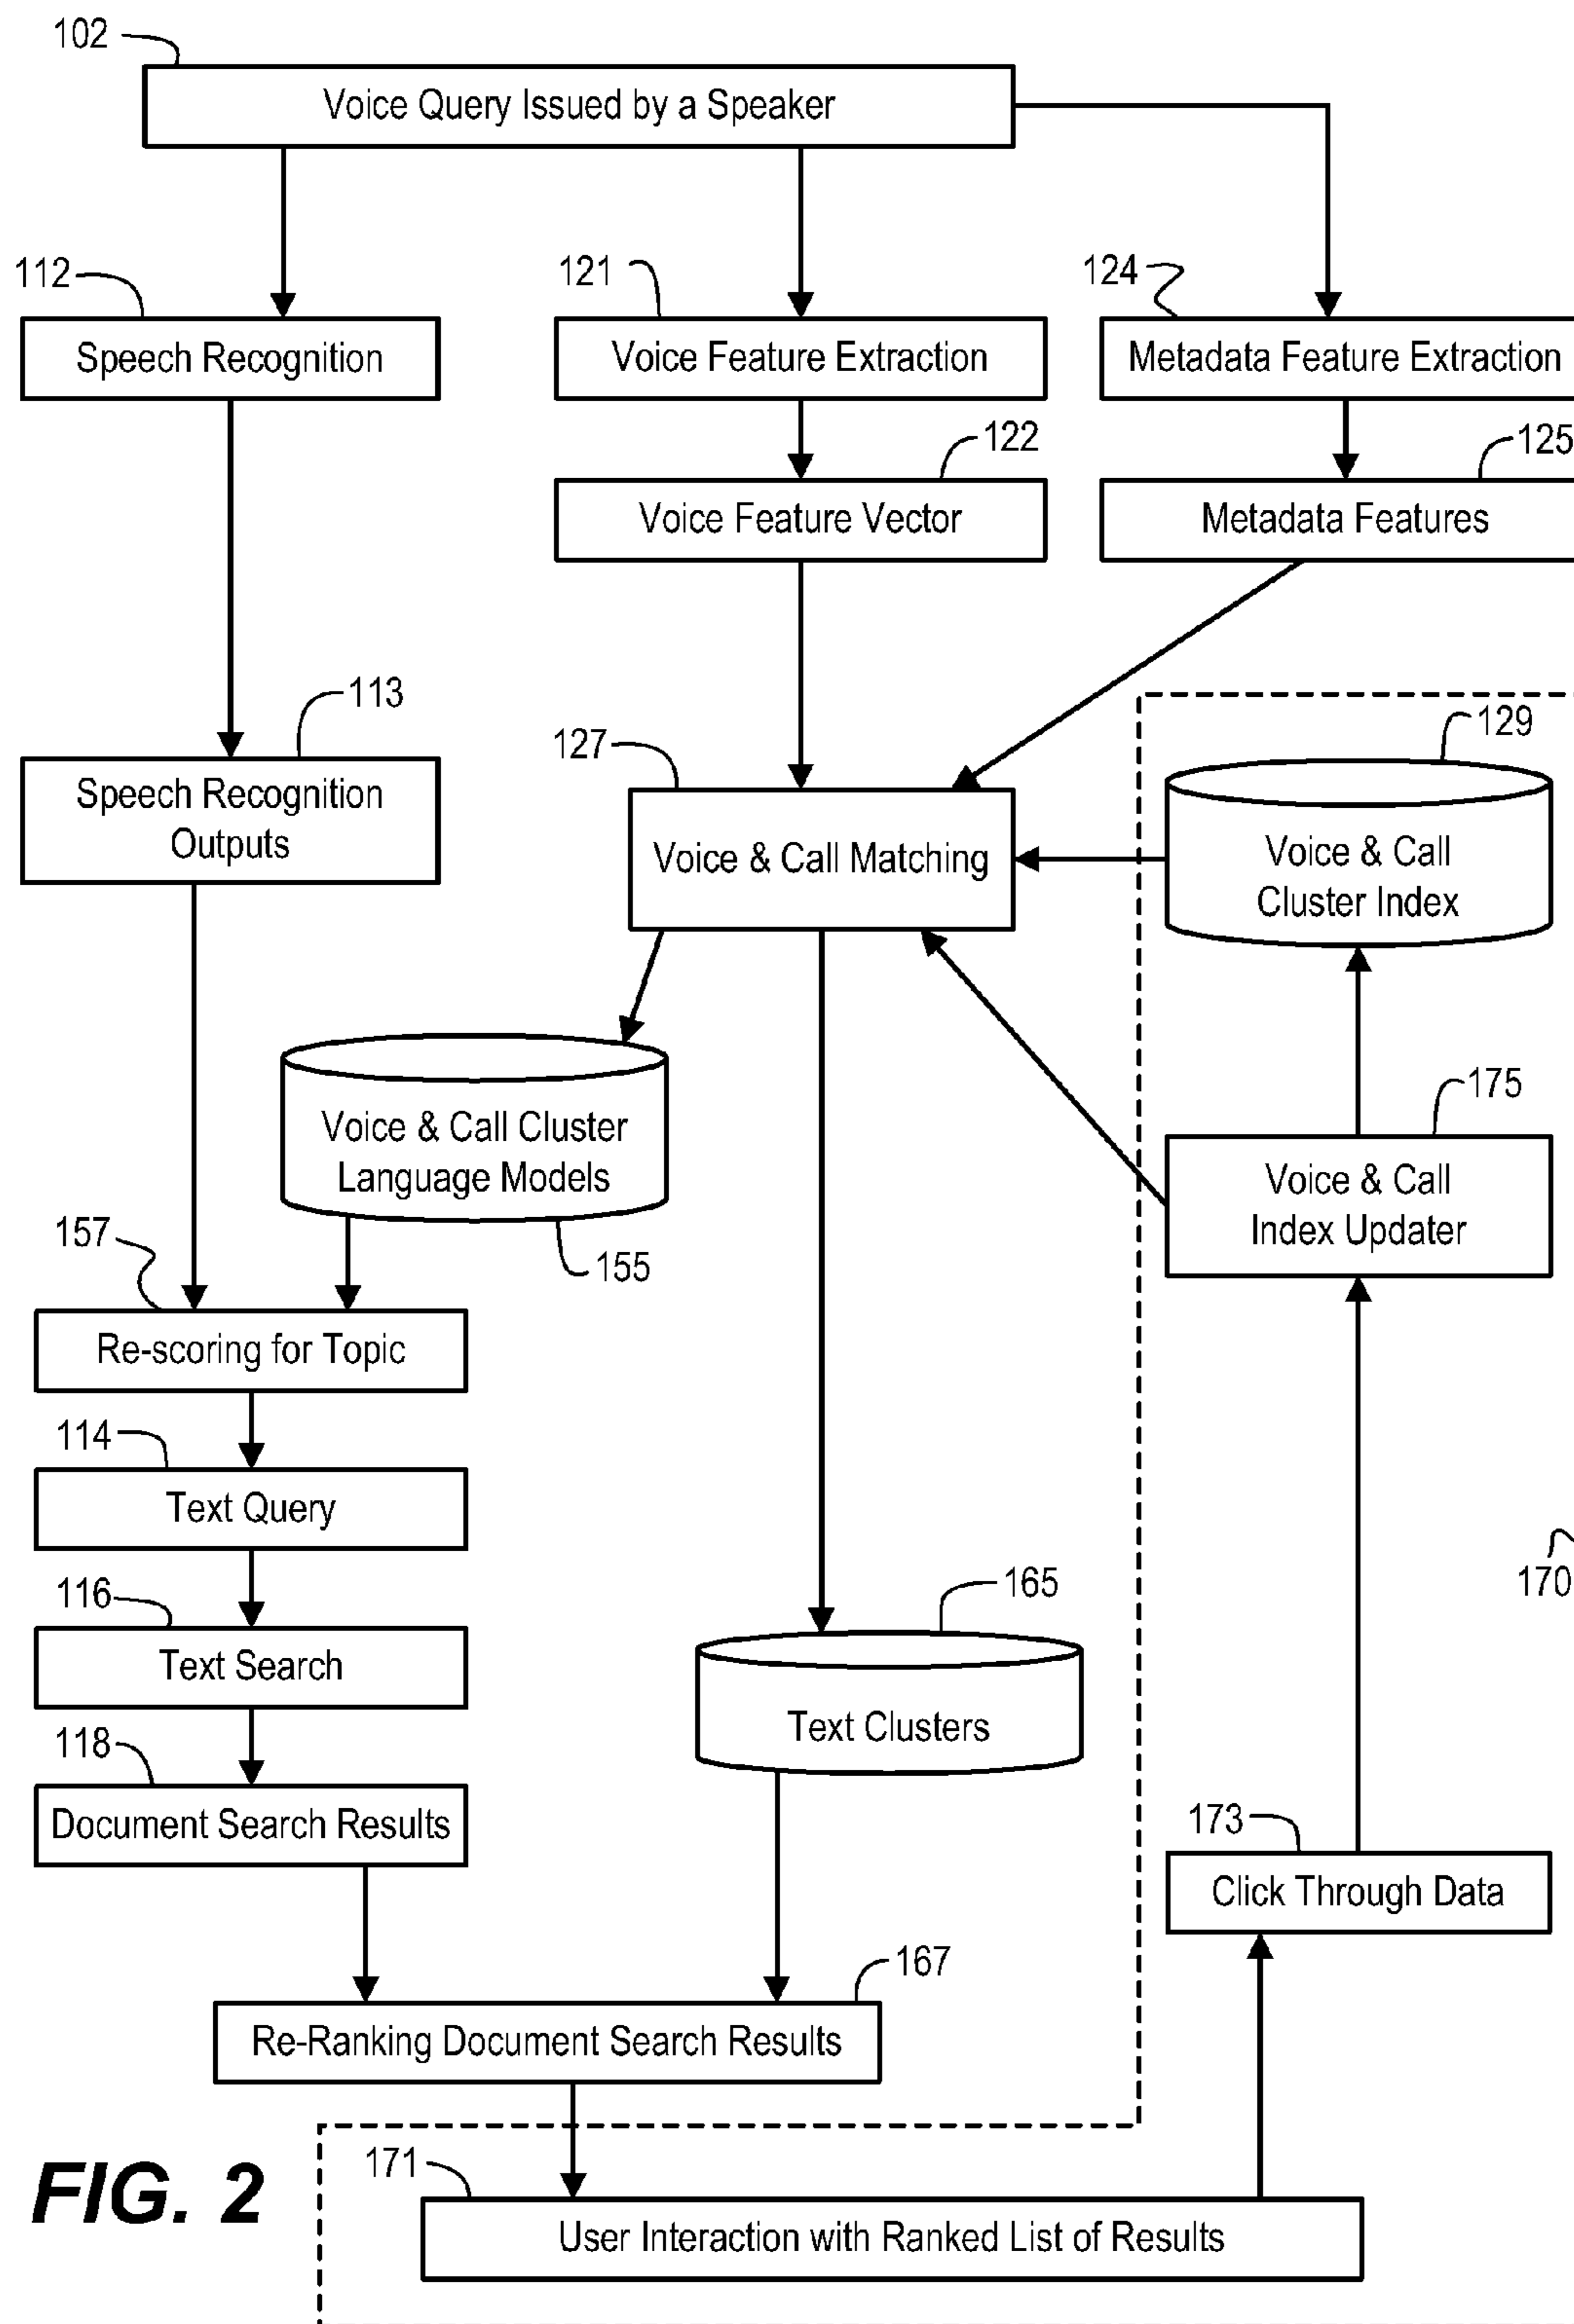 102
Voice Query Issued by a Speaker
112
121
124
Speech Recognition
Voice Feature Extraction
Metadata Feature Extraction
122
125
Voice Feature Vector
Metadata Features
113
129
127
Speech Recognition
Outputs
Voice & Call Matching
Voice & Call
Cluster Index
175
Voice & Call Cluster
Language Models
Voice & Call
Index Updater
157
155
Re-scoring for Topic
114
Text Query
170
116
165
Text Search
Text Clusters
118
173
Document Search Results
Click Through Data
167
Re-Ranking Document Search Results
171
FIG. 2
User Interaction with Ranked List of Results